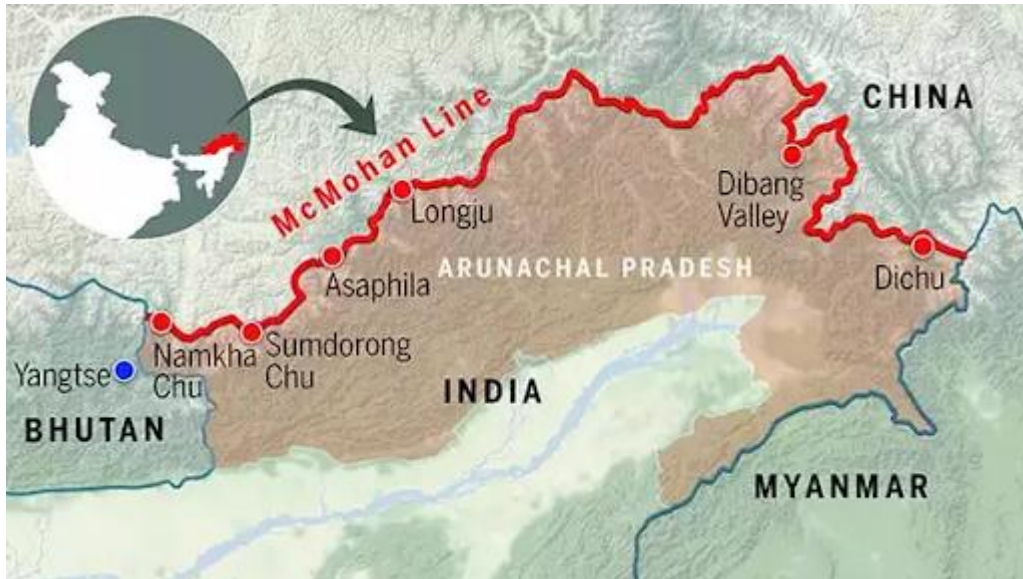 CHINA
McMohan Line
Dibang
Valley
Longju
ARUNACHAL PRADESH
Dichu
Asaphila
Namkha
Chu
Sumdorong
Chu
Yangtse
INDIA
BHUTAN
MYANMAR